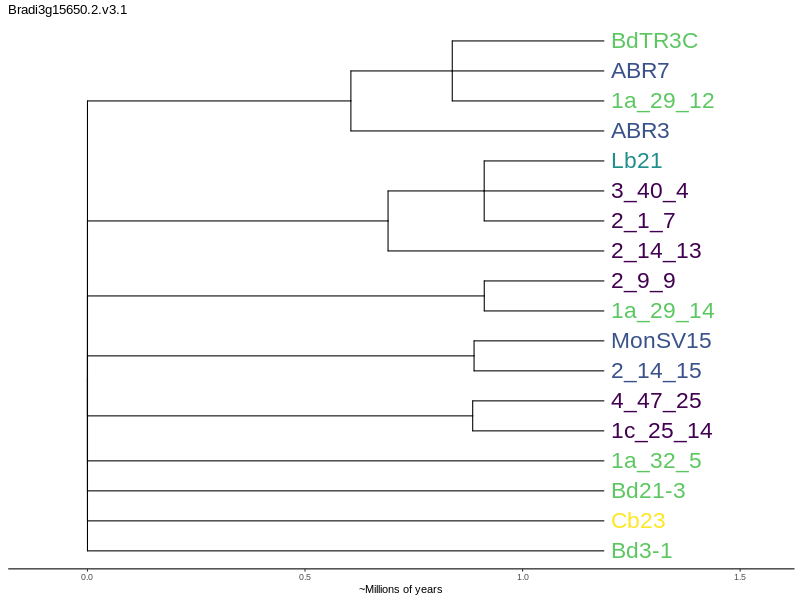 Bradi3g15650.2.v3.1
BdTR3C
ABR7
1a_29_12
ABR3
Lb21
3_40_4
2_1_7
2_14_13
2_9_9
1a_29_14
MonSV15
2_14_15
4_47_25
1c_25_14
1a_32_5
Bd21-3
Cb23
Bd3-1
0.0 0.5 1.0 1.5
~Millions of years